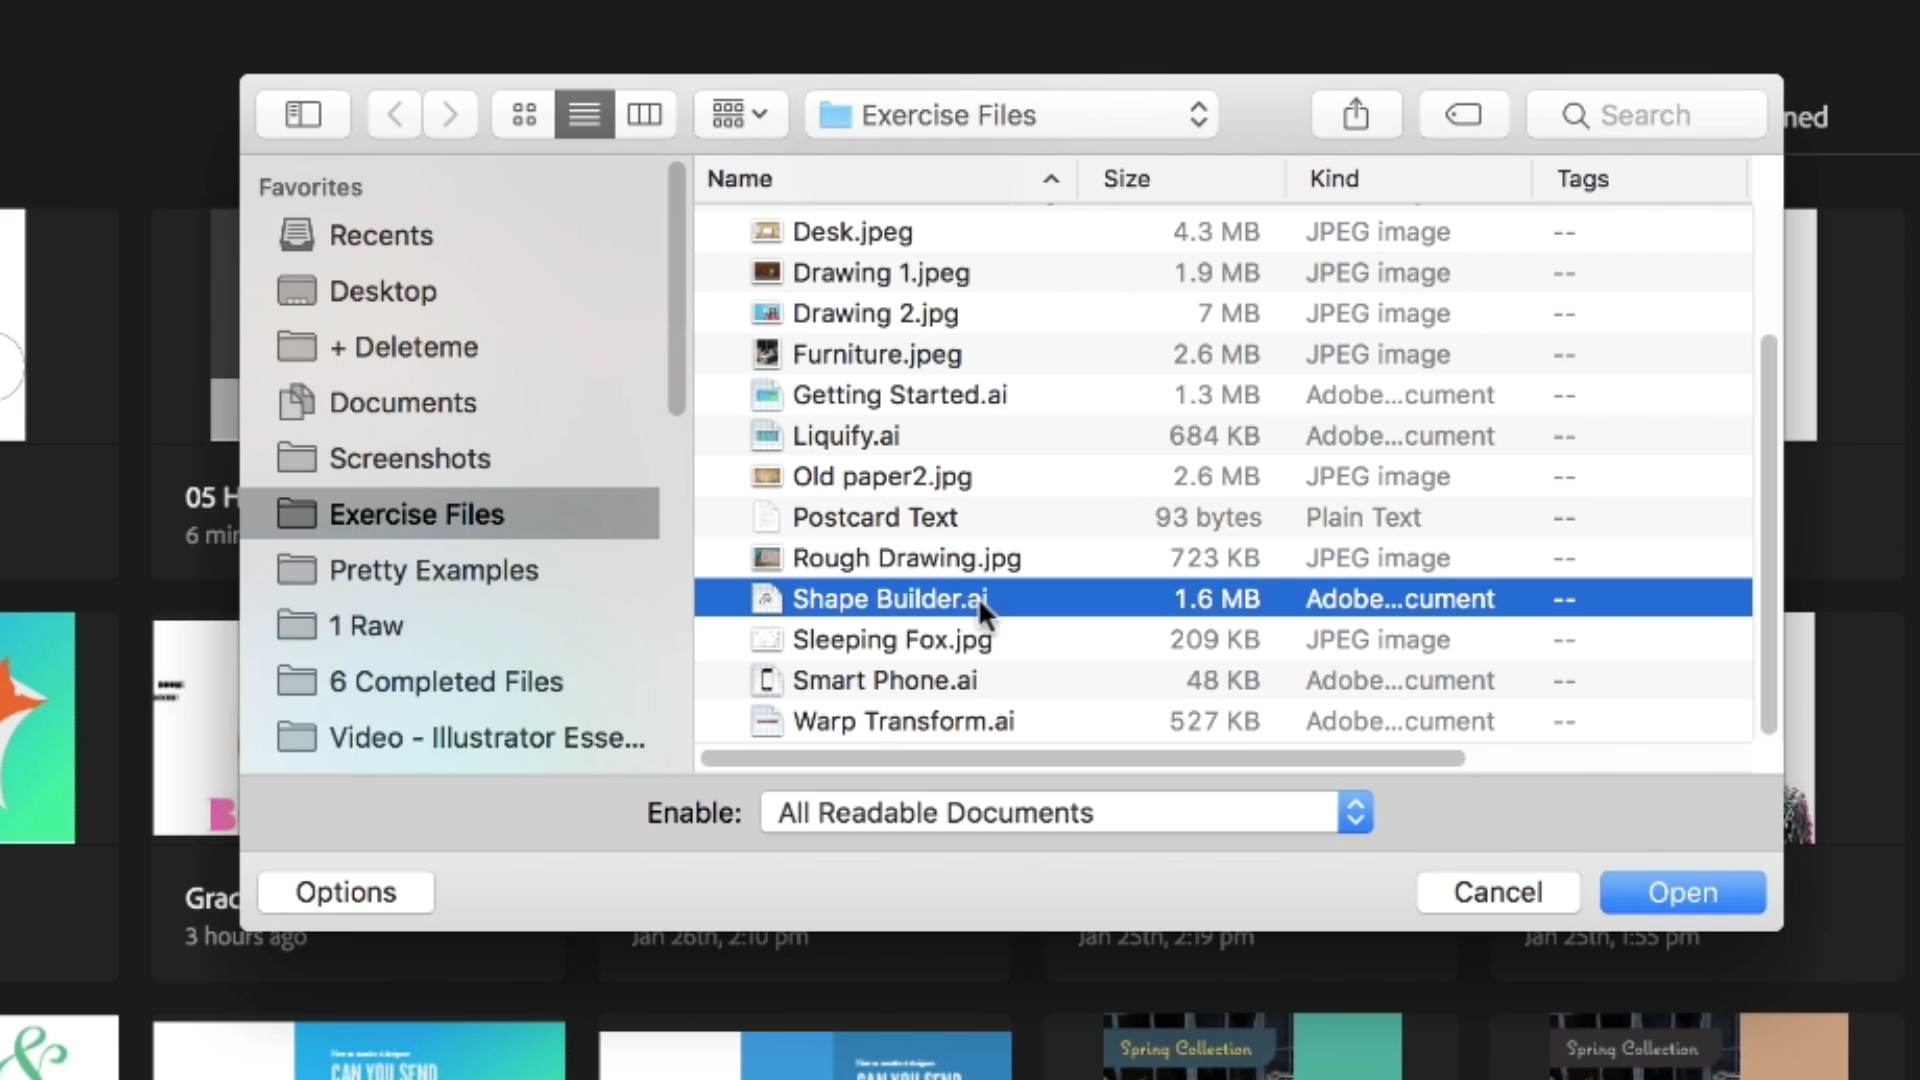 Exercise Files
Search
ned
Favorites
Recents
Desktop
+ Deleteme
Documents
Screenshots
Exercise Files
Pretty Examples
1 Raw
6 Completed Files
Video - Illustrator Esse...
Name Size Kind Tags
Desk.jpeg 4.3 MB JPEG image --
Drawing 1.jpeg 1.9 MB JPEG image --
Drawing 2.jpg 7 MB JPEG image --
Furniture.jpeg 2.6 MB JPEG image --
Getting Started.ai 1.3 MB Adobe...cument --
Liquify.ai 684 KB Adobe...cument --
Old paper2.jpg 2.6 MB JPEG image --
Postcard Text 93 bytes Plain Text --
Rough Drawing.jpg 723 KB JPEG image --
Shape Builder.ai 1.6 MB Adobe...cument --
Sleeping Fox.jpg 209 KB JPEG image --
Smart Phone.ai 48 KB Adobe...cument --
Warp Transform.ai 527 KB Adobe...cument --
Enable: All Readable Documents
Options Cancel Open
05 H
6 min
Grac
3 hours ago
Jan 26th, 2:10 pm
Jan 25th, 2:19 pm
Jan 25th, 1:55 pm
&
CAN YOU SEND
CAN YOU SEND
Spring Collection
Spring Collection